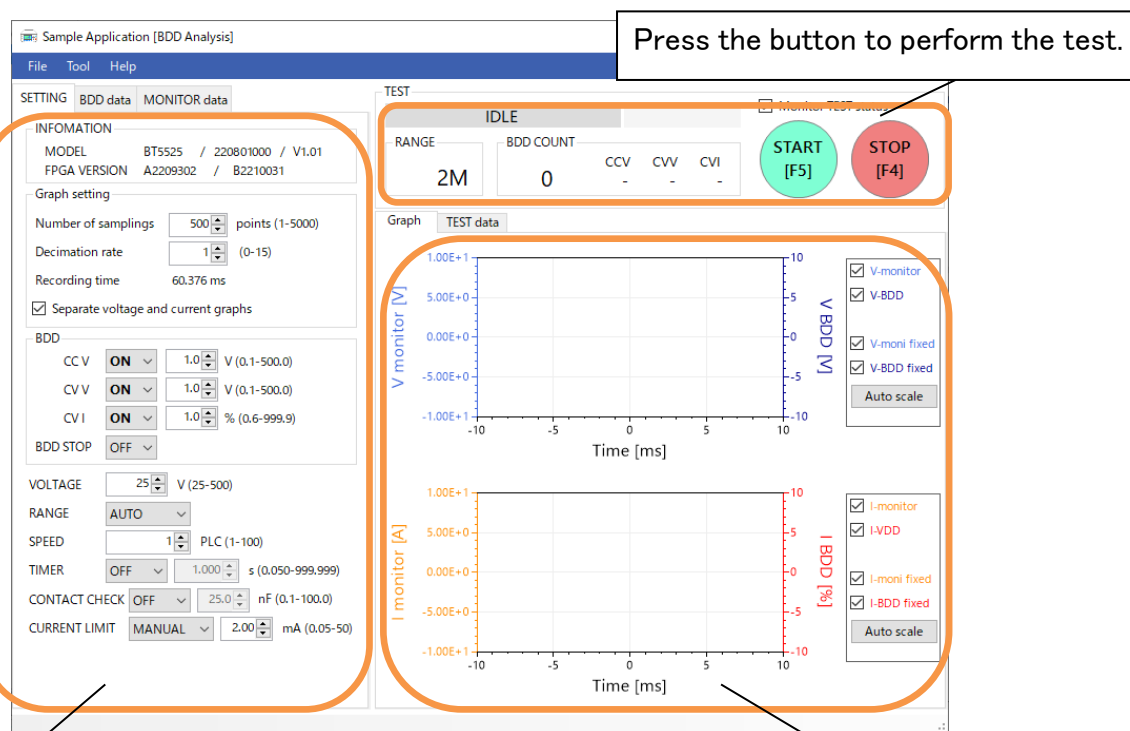 Press the button to perform the test.
Sample Application [BDD Analysis]
File Tool Help
SETTING BDD data MONITOR data
INFOMATION
MODEL BT5525 / 220801000 / V1.01
FPGA VERSION A2209302 / B2210031
Graph setting
Number of samplings 500 points (1-5000)
Decimation rate 1 (0-15)
Recording time 60.376 ms
Separate voltage and current graphs
BDD
CC V ON 1.0 V (0.1-500.0)
CV V ON 1.0 V (0.1-500.0)
CV I ON 1.0 % (0.6-999.9)
BDD STOP OFF
VOLTAGE 25 V (25-500)
RANGE AUTO
SPEED 1 PLC (1-100)
TIMER OFF 1.000 s (0.050-999.999)
CONTACT CHECK OFF 25.0 nF (0.1-100.0)
CURRENT LIMIT MANUAL 2.00 mA (0.05-50)
TEST
IDLE
Monitor TEST status
RANGE
2M
BDD COUNT
CCV CVV CVI
0 - - -
START
[F5]
STOP
[F4]
Graph TEST data
V monitor [V]
1.00E+1
5.00E+0
0.00E+0
-5.00E+0
-1.00E+1
10
5
0
-5
-10
V BDD [V]
-10 -5 0 5 10
Time [ms]
V-monitor
V-BDD
V-moni fixed
V-BDD fixed
Auto scale
I monitor [A]
1.00E+1
5.00E+0
0.00E+0
-5.00E+0
-1.00E+1
10
5
0
-5
-10
I BDD [%]
-10 -5 0 5 10
Time [ms]
I-monitor
I-VDD
I-moni fixed
I-BDD fixed
Auto scale